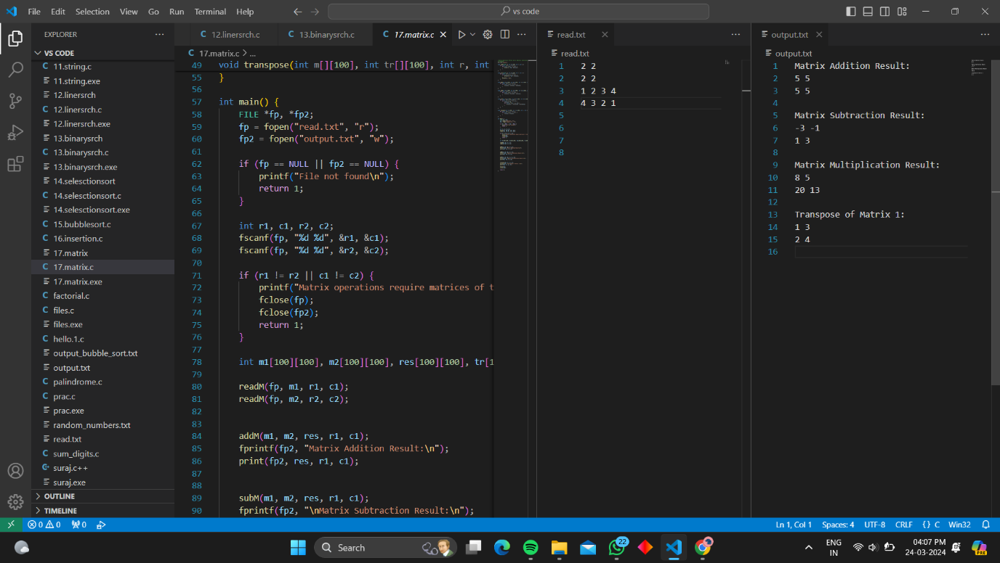 File Edit Selection View Go Run Terminal Help
vs code
EXPLORER
VS CODE
11.string.c
11.string.exe
12.linersrch
12.linersrch.c
12.linersrch.exe
13.binarysrch
13.binarysrch.c
13.binarysrch.exe
14.selesctionsort
14.selesctionsort.c
14.selesctionsort.exe
15.bubblesort.c
16.insertion.c
17.matrix
17.matrix.c
17.matrix.exe
factorial.c
files.c
files.exe
hello.1.c
output_bubble_sort.txt
output.txt
palindrome.c
prac.c
prac.exe
random_numbers.txt
read.txt
sum_digits.c
suraj.c++
suraj.exe
OUTLINE
TIMELINE
12.linersrch.c 13.binarysrch.c 17.matrix.c
17.matrix.c > ...
49 void transpose(int m[][100], int tr[][100], int r, int
55 }
56
57 int main() {
58 FILE *fp, *fp2;
59 fp = fopen("read.txt", "r");
60 fp2 = fopen("output.txt", "w");
61
62 if (fp == NULL || fp2 == NULL) {
63 printf("File not found\n");
64 return 1;
65 }
66
67 int r1, c1, r2, c2;
68 fscanf(fp, "%d %d", &r1, &c1);
69 fscanf(fp, "%d %d", &r2, &c2);
70
71 if (r1 != r2 || c1 != c2) {
72 printf("Matrix operations require matrices of t
73 fclose(fp);
74 fclose(fp2);
75 return 1;
76 }
77
78 int m1[100][100], m2[100][100], res[100][100], tr[1
79
80 readM(fp, m1, r1, c1);
81 readM(fp, m2, r2, c2);
82
83
84 addM(m1, m2, res, r1, c1);
85 fprintf(fp2, "Matrix Addition Result:\n");
86 print(fp2, res, r1, c1);
87
88
89 subM(m1, m2, res, r1, c1);
90 fprintf(fp2, "\nMatrix Subtraction Result:\n");
read.txt
read.txt
1 2 2
2 2 2
3 1 2 3 4
4 4 3 2 1
5
6
7
8
output.txt
output.txt
1 Matrix Addition Result:
2 5 5
3 5 5
4
5 Matrix Subtraction Result:
6 -3 -1
7 1 3
8
9 Matrix Multiplication Result:
10 8 5
11 20 13
12
13 Transpose of Matrix 1:
14 1 3
15 2 4
16
0 0 0
Ln 1, Col 1 Spaces: 4 UTF-8 CRLF {} C Win32
Search
22
ENG
IN
04:07 PM
24-03-2024
PRE